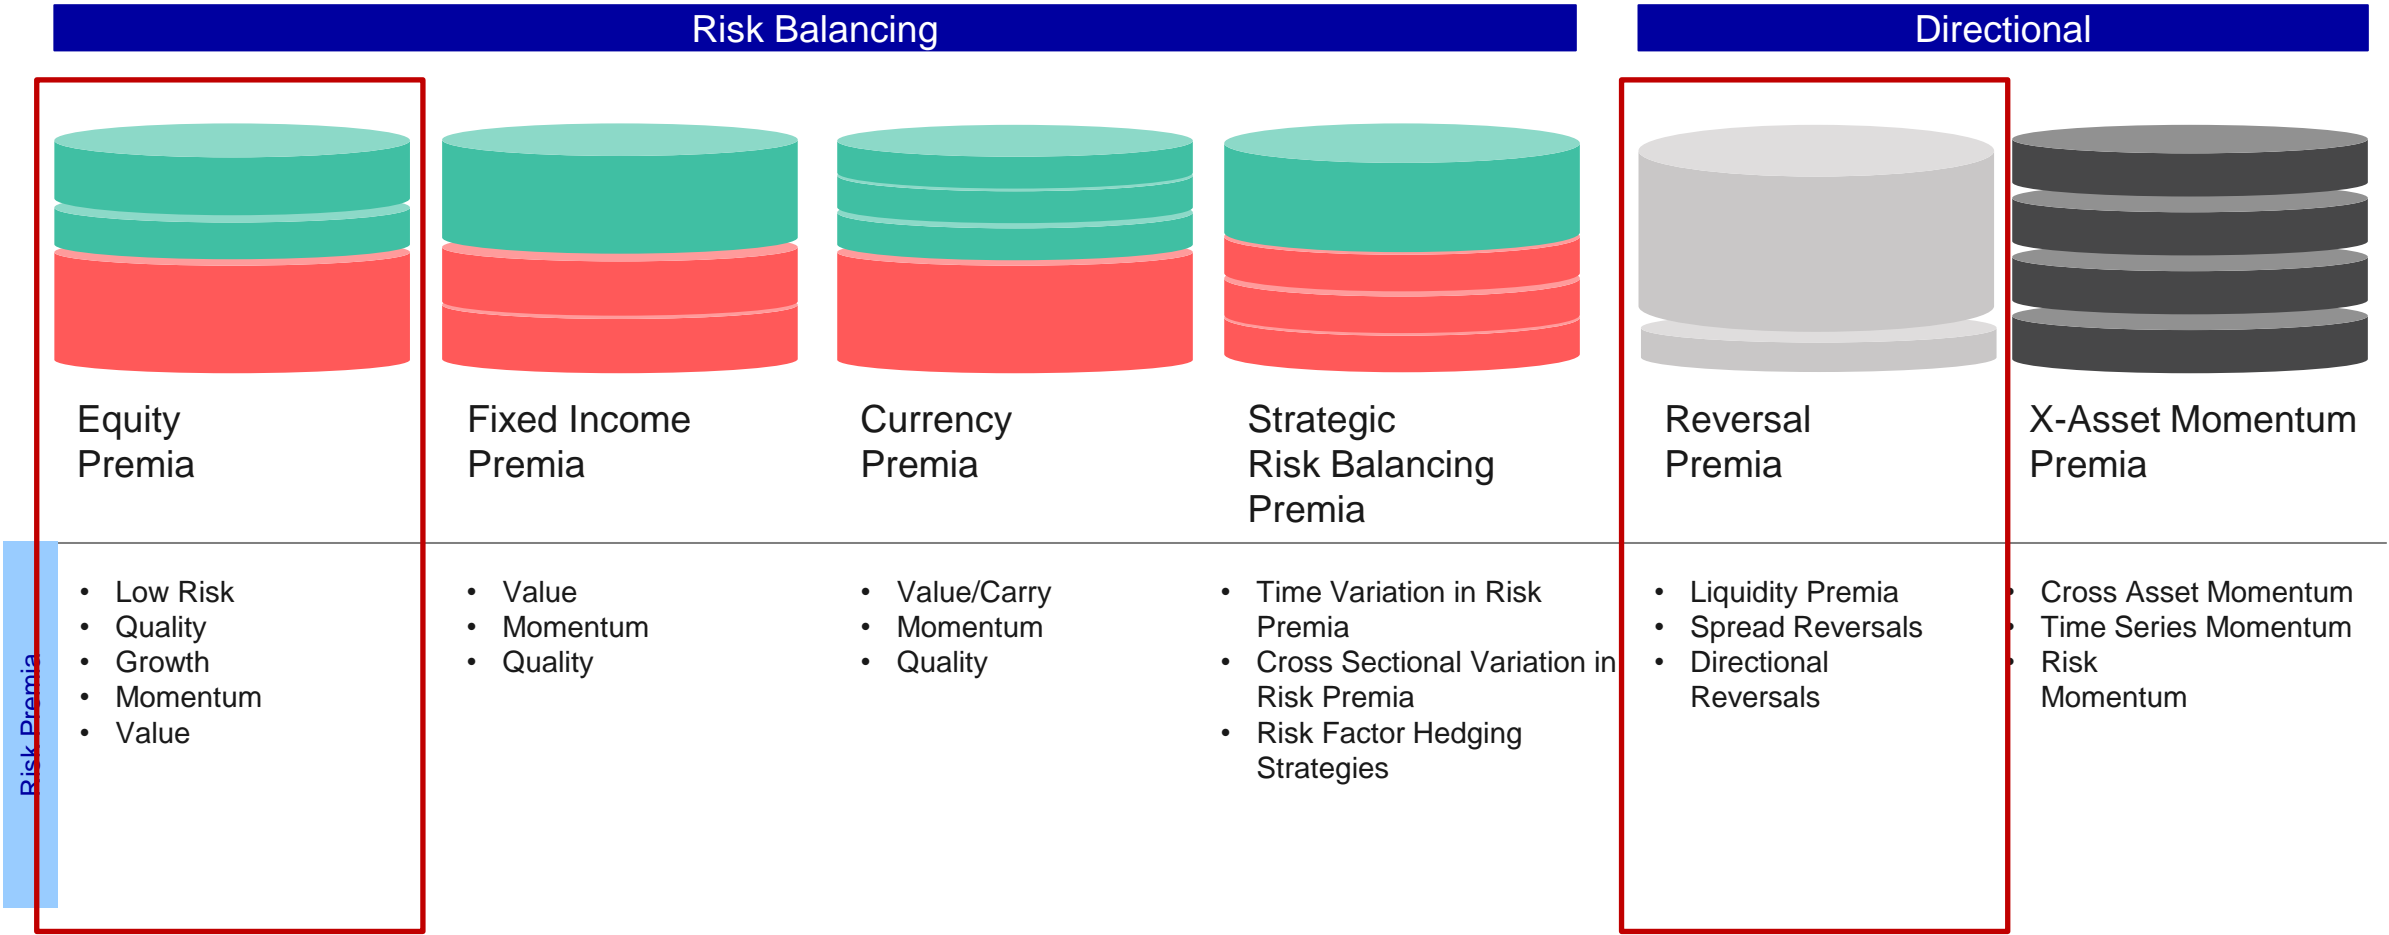 Risk Balancing
Directional
Equity
Premia
Fixed Income
Premia
Currency
Premia
Strategic
Risk Balancing
Premia
Reversal
Premia
X-Asset Momentum
Premia
Risk Premia
• Low Risk
• Quality
• Growth
• Momentum
• Value
• Value
• Momentum
• Quality
• Value/Carry
• Momentum
• Quality
• Time Variation in Risk
Premia
• Cross Sectional Variation in
Risk Premia
• Risk Factor Hedging
Strategies
• Liquidity Premia
• Spread Reversals
• Directional
Reversals
• Cross Asset Momentum
• Time Series Momentum
• Risk
Momentum